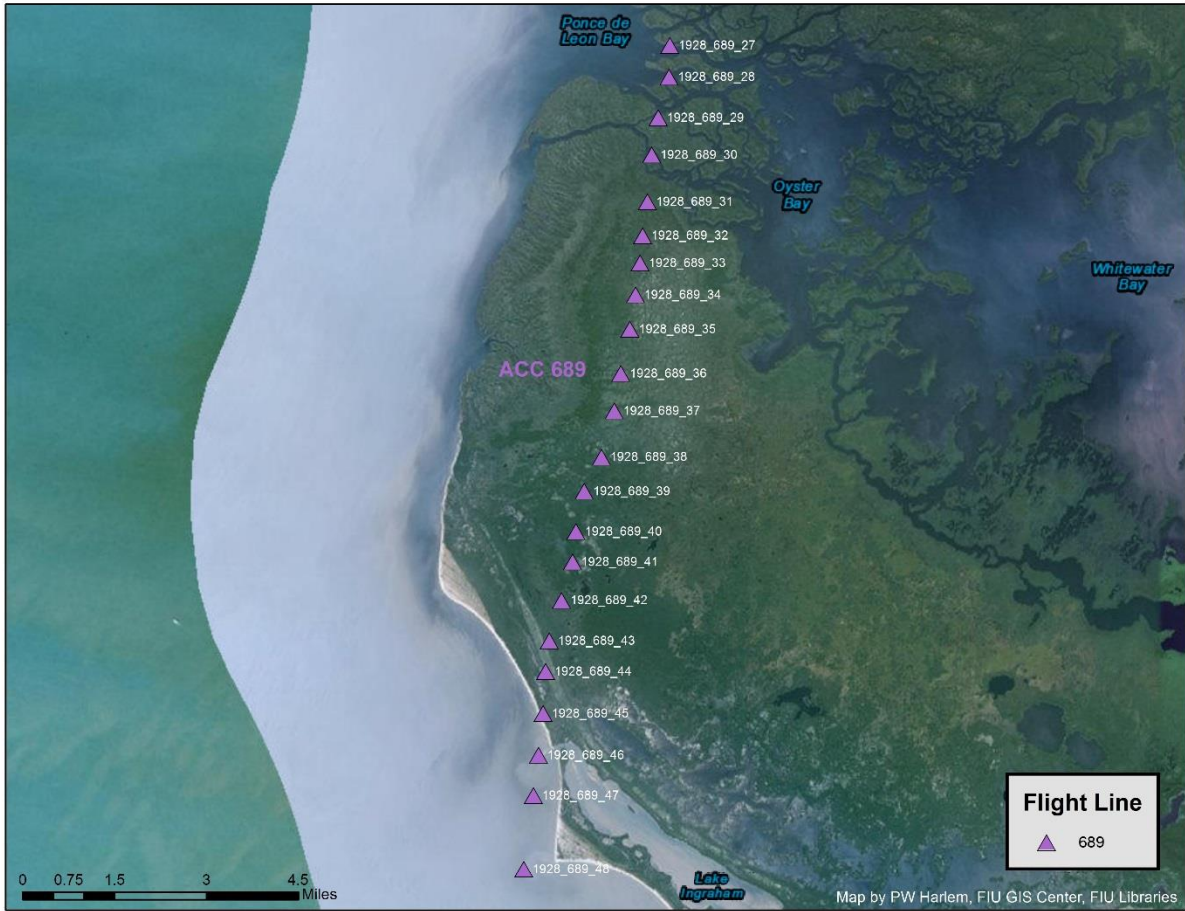 Ponce de
Leon Bay
1928_689_27
1928_689_28
1928_689_29
1928_689_30
Oyster
Bay
1928_689_31
1928_689_32
1928_689_33
Whitewater
Bay
1928_689_34
1928_689_35
ACC 689
1928_689_36
1928_689_37
1928_689_38
1928_689_39
1928_689_40
1928_689_41
1928_689_42
1928_689_43
1928_689_44
1928_689_45
1928_689_46
1928_689_47
1928_689_48
Flight Line
689
0 0.75 1.5 3 4.5
Miles
Lake
Ingraham
Map by PW Harlem, FIU GIS Center, FIU Libraries